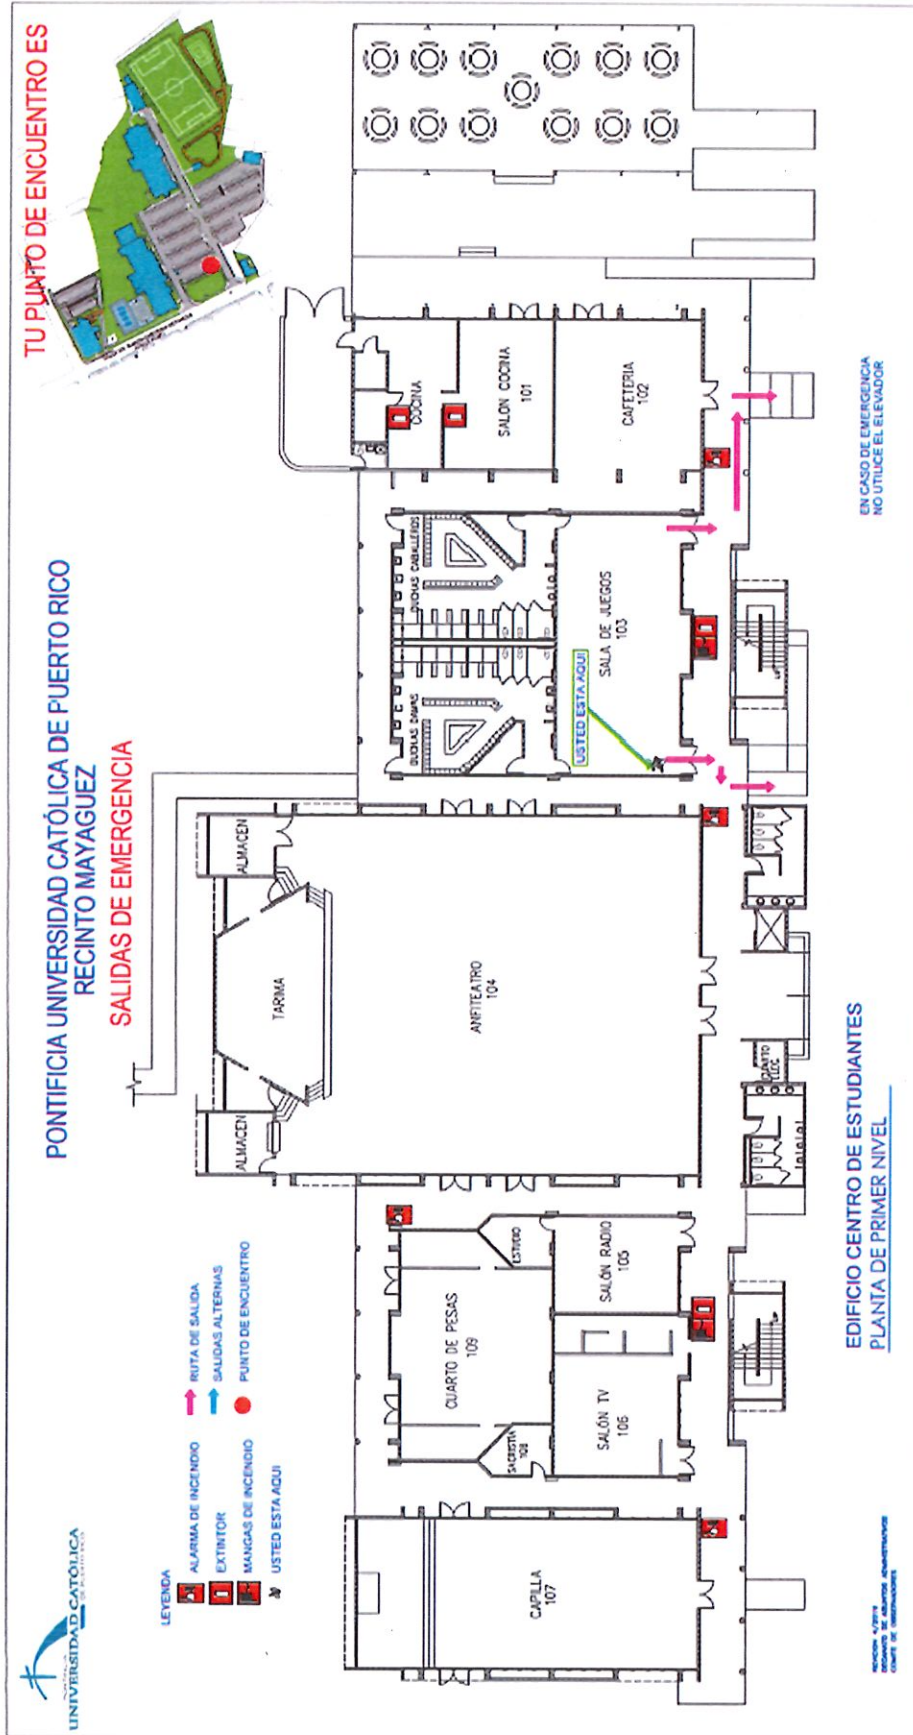 UNIVERSIDAD CATÓLICA
PONTIFICIA UNIVERSIDAD CATÓLICA DE PUERTO RICO
RECINTO MAYAGUEZ
SALIDAS DE EMERGENCIA
TU PUNTO DE ENCUENTRO ES
LEYENDA
ALARMA DE INCENDIO
EXTINTOR
MANGAS DE INCENDIO
USTED ESTA AQUI
RUTA DE SALIDA
SALIDAS ALTERNAS
PUNTO DE ENCUENTRO
ALMACEN
TARIMA
ALMACEN
ANFITEATRO
104
CAPILLA
107
SACRISTIA
108
CUARTO DE PESAS
109
ESTUDIO
SALÓN TV
106
SALÓN RADIO
105
DUCHAS DAMAS
DUCHAS CABALLEROS
USTED ESTA AQUI
SALA DE JUEGOS
103
COCINA
SALON COCINA
101
CAFETERIA
102
EDIFICIO CENTRO DE ESTUDIANTES
PLANTA DE PRIMER NIVEL
EN CASO DE EMERGENCIA
NO UTILICE EL ELEVADOR